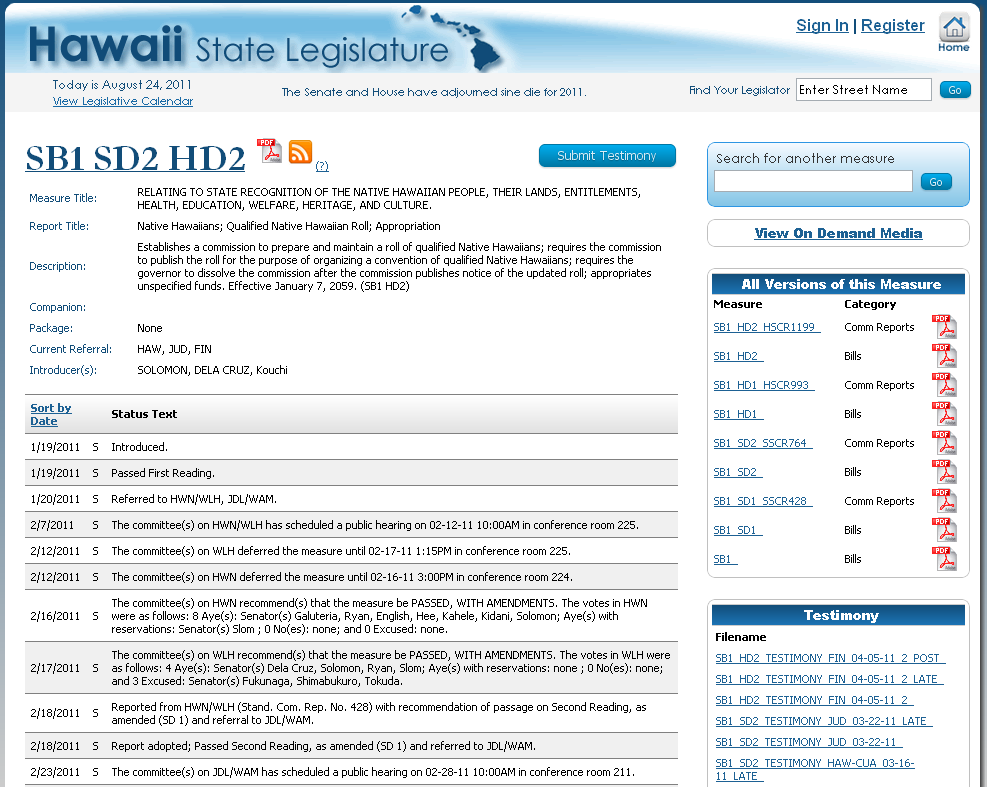 Hawaii State Legislature
Sign In | Register
Home
Today is August 24, 2011
View Legislative Calendar
The Senate and House have adjourned sine die for 2011.
Find Your Legislator
Enter Street Name
Go
SB1 SD2 HD2
PDF
(?)
Submit Testimony
Measure Title:
RELATING TO STATE RECOGNITION OF THE NATIVE HAWAIIAN PEOPLE, THEIR LANDS, ENTITLEMENTS,
HEALTH, EDUCATION, WELFARE, HERITAGE, AND CULTURE.
Report Title:
Native Hawaiians; Qualified Native Hawaiian Roll; Appropriation
Description:
Establishes a commission to prepare and maintain a roll of qualified Native Hawaiians; requires the commission
to publish the roll for the purpose of organizing a convention of qualified Native Hawaiians; requires the
governor to dissolve the commission after the commission publishes notice of the updated roll; appropriates
unspecified funds. Effective January 7, 2059. (SB1 HD2)
Companion:
Package:
None
Current Referral:
HAW, JUD, FIN
Introducer(s):
SOLOMON, DELA CRUZ, Kouchi
Sort by
Date
Status Text
1/19/2011 S Introduced.
1/19/2011 S Passed First Reading.
1/20/2011 S Referred to HWN/WLH, JDL/WAM.
2/7/2011 S The committee(s) on HWN/WLH has scheduled a public hearing on 02-12-11 10:00AM in conference room 225.
2/12/2011 S The committee(s) on WLH deferred the measure until 02-17-11 1:15PM in conference room 225.
2/12/2011 S The committee(s) on HWN deferred the measure until 02-16-11 3:00PM in conference room 224.
2/16/2011 S The committee(s) on HWN recommend(s) that the measure be PASSED, WITH AMENDMENTS. The votes in HWN
were as follows: 8 Aye(s): Senator(s) Galuteria, Ryan, English, Hee, Kahele, Kidani, Solomon; Aye(s) with
reservations: Senator(s) Slom ; 0 No(es): none; and 0 Excused: none.
2/17/2011 S The committee(s) on WLH recommend(s) that the measure be PASSED, WITH AMENDMENTS. The votes in WLH were
as follows: 4 Aye(s): Senator(s) Dela Cruz, Solomon, Ryan, Slom; Aye(s) with reservations: none ; 0 No(es): none;
and 3 Excused: Senator(s) Fukunaga, Shimabukuro, Tokuda.
2/18/2011 S Reported from HWN/WLH (Stand. Com. Rep. No. 428) with recommendation of passage on Second Reading, as
amended (SD 1) and referral to JDL/WAM.
2/18/2011 S Report adopted; Passed Second Reading, as amended (SD 1) and referred to JDL/WAM.
2/23/2011 S The committee(s) on JDL/WAM has scheduled a public hearing on 02-28-11 10:00AM in conference room 211.
Search for another measure
Go
View On Demand Media
All Versions of this Measure
Measure Category
SB1_HD2_HSCR1199_ Comm Reports PDF
SB1_HD2_ Bills PDF
SB1_HD1_HSCR993_ Comm Reports PDF
SB1_HD1_ Bills PDF
SB1_SD2_SSCR764_ Comm Reports PDF
SB1_SD2_ Bills PDF
SB1_SD1_SSCR428_ Comm Reports PDF
SB1_SD1_ Bills PDF
SB1_ Bills PDF
Testimony
Filename
SB1_HD2_TESTIMONY_FIN_04-05-11_2_POST_
SB1_HD2_TESTIMONY_FIN_04-05-11_2_LATE_
SB1_HD2_TESTIMONY_FIN_04-05-11_2_
SB1_SD2_TESTIMONY_JUD_03-22-11_LATE_
SB1_SD2_TESTIMONY_JUD_03-22-11_
SB1_SD2_TESTIMONY_HAW-CUA_03-16-
11_LATE_